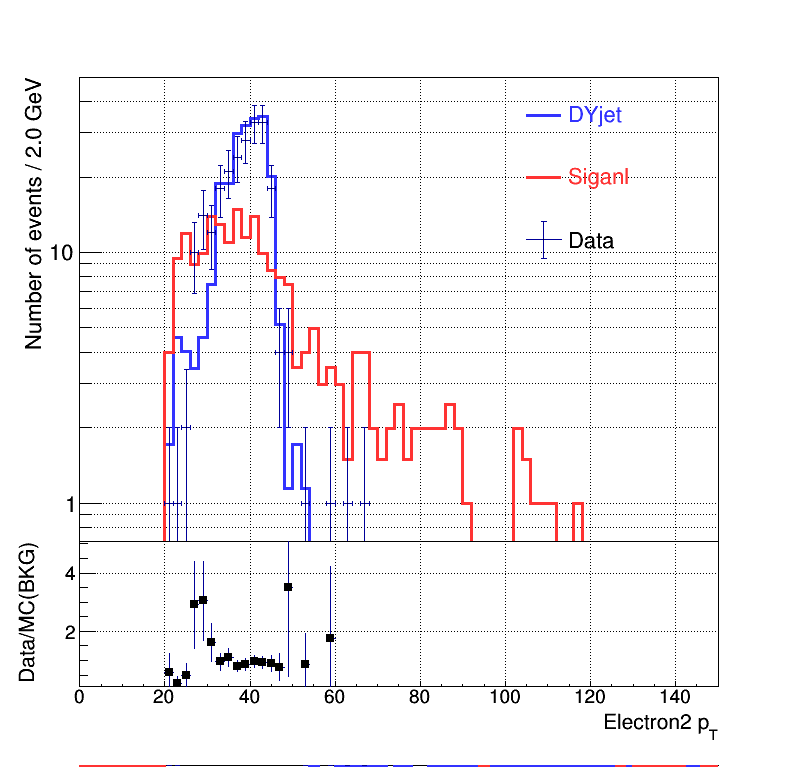 Number of events / 2.0 GeV
10
1
DYjet
Siganl
Data
Data/MC(BKG)
4
2
0 20 40 60 80 100 120 140
Electron2 pT